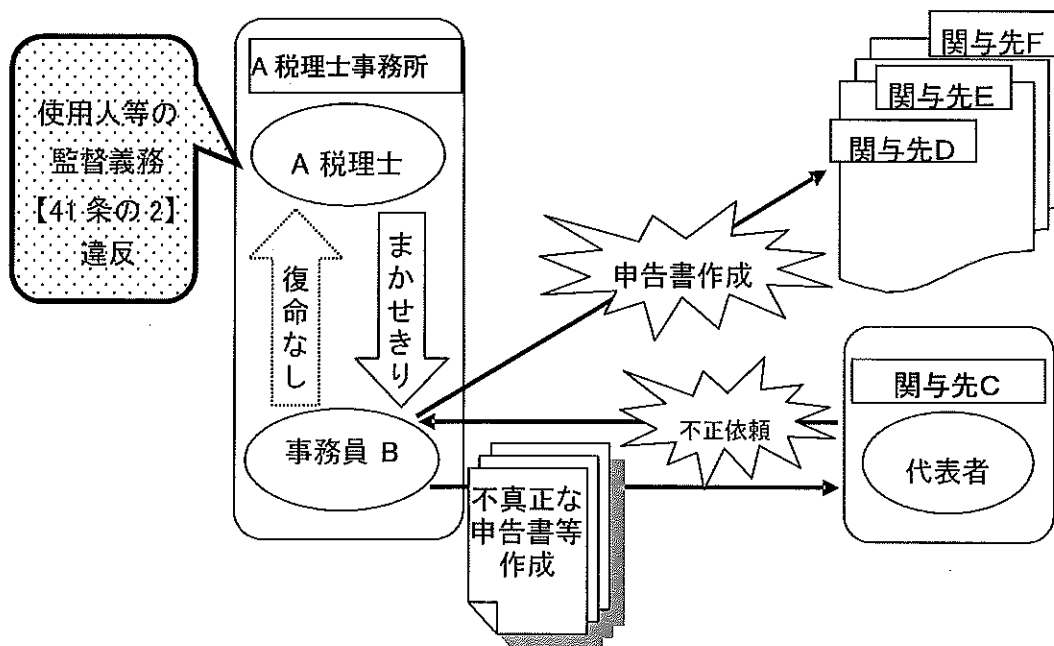 使用人等の
監督義務
【41条の2】
違反
A 税理士事務所
A 税理士
復命なし
まかせきり
事務員 B
申告書作成
関与先F
関与先E
関与先D
不正依頼
関与先C
代表者
不真正な
申告書等
作成